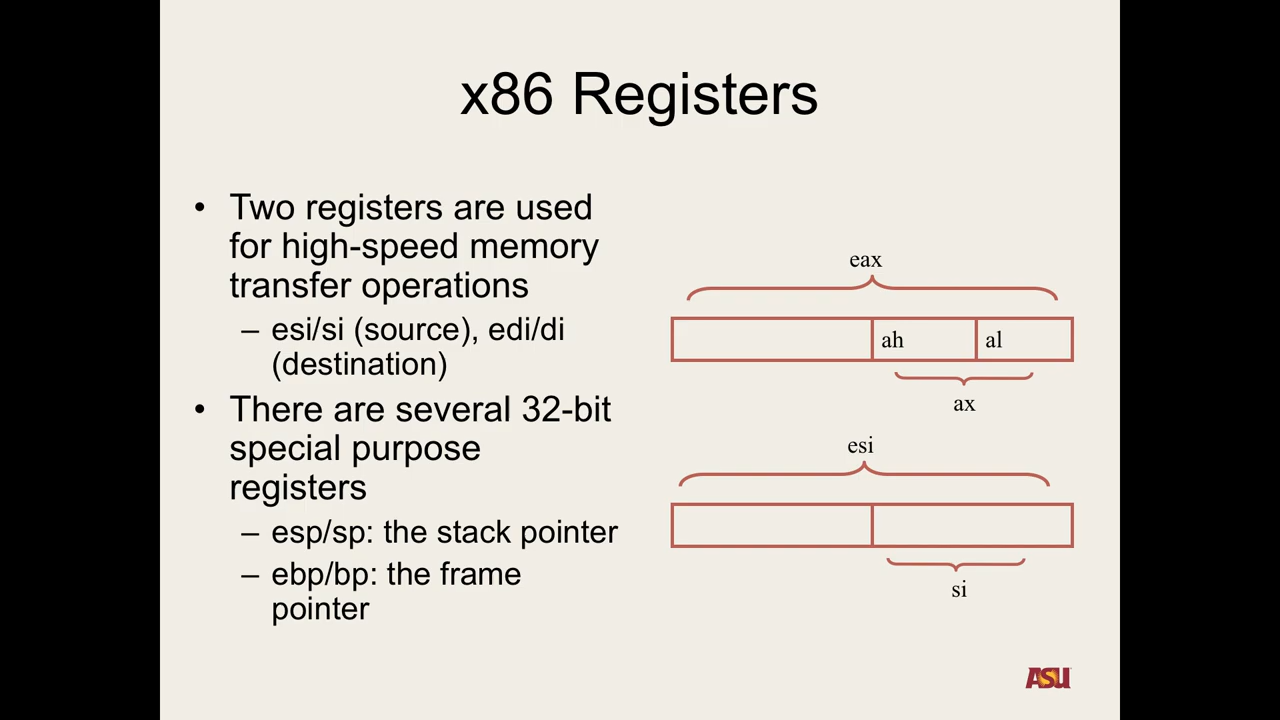 x86 Registers
• Two registers are used
for high-speed memory
transfer operations
– esi/si (source), edi/di
(destination)
• There are several 32-bit
special purpose
registers
– esp/sp: the stack pointer
– ebp/bp: the frame
pointer
eax
ah al
ax
esi
si
ASU